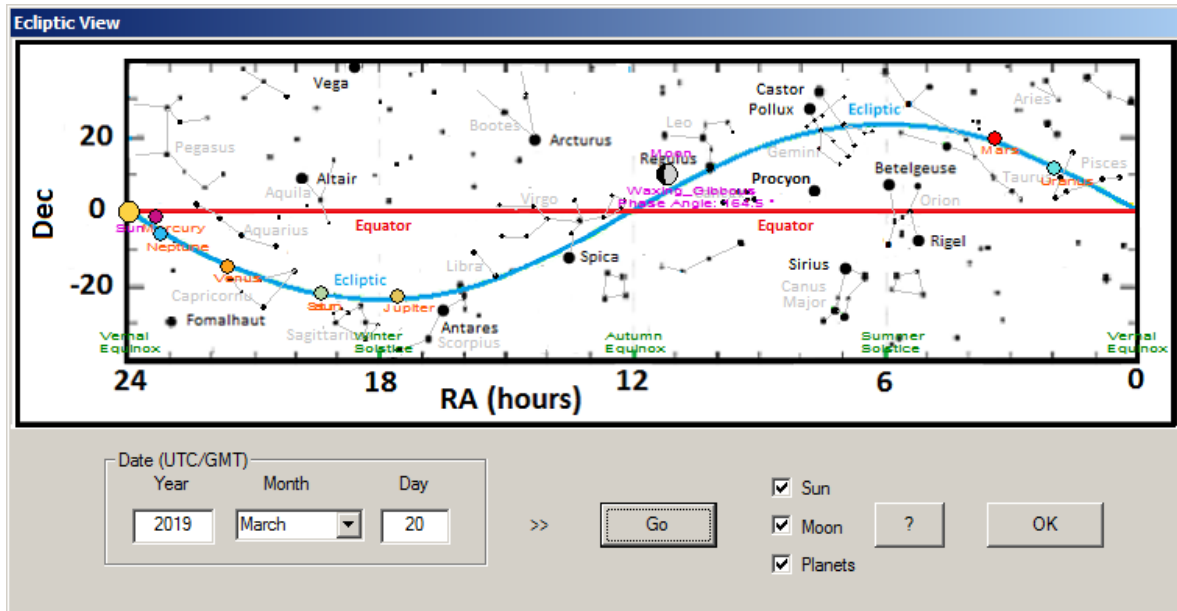 Ecliptic View
Vega
Castor
Pollux
Ecliptic
Aries
20
Pegasus
Bootes
Arcturus
Leo
Moon
Regulus
Gemini
Mars
Pisces
Altair
Aquila
Virgo
Waxing_Gibbous
Phase Angle: 164.5 °
Procyon
Betelgeuse
Taurus
Uranus
Orion
Dec
0
Sun
Mercury
Neptune
Aquarius
Equator
Equator
Rigel
Venus
Capricornu
Ecliptic
Libra
Spica
Sirius
Canus
Major
-20
Jupiter
Fomalhaut
Sagittarius
Antares
Scorpius
Vernal
Equinox
Winter
Solstice
Autumn
Equinox
Summer
Solstice
Vernal
Equinox
24 18 12 6 0
RA (hours)
Date (UTC/GMT)
Year Month Day
2019 March 20
>>
Go
Sun
Moon
Planets
?
OK